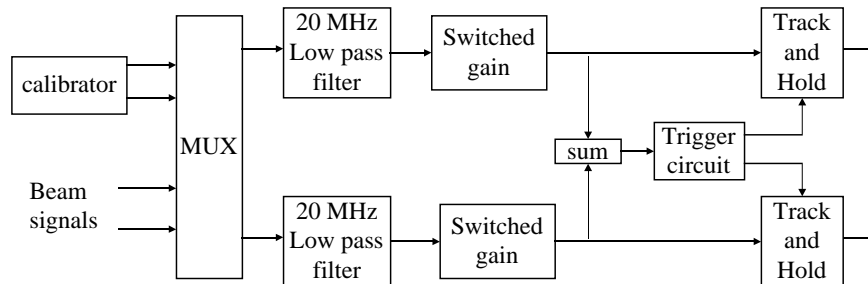 calibrator
Beam
signals
MUX
20 MHz
Low pass
filter
Switched
gain
Track
and
Hold
sum
Trigger
circuit
20 MHz
Low pass
filter
Switched
gain
Track
and
Hold